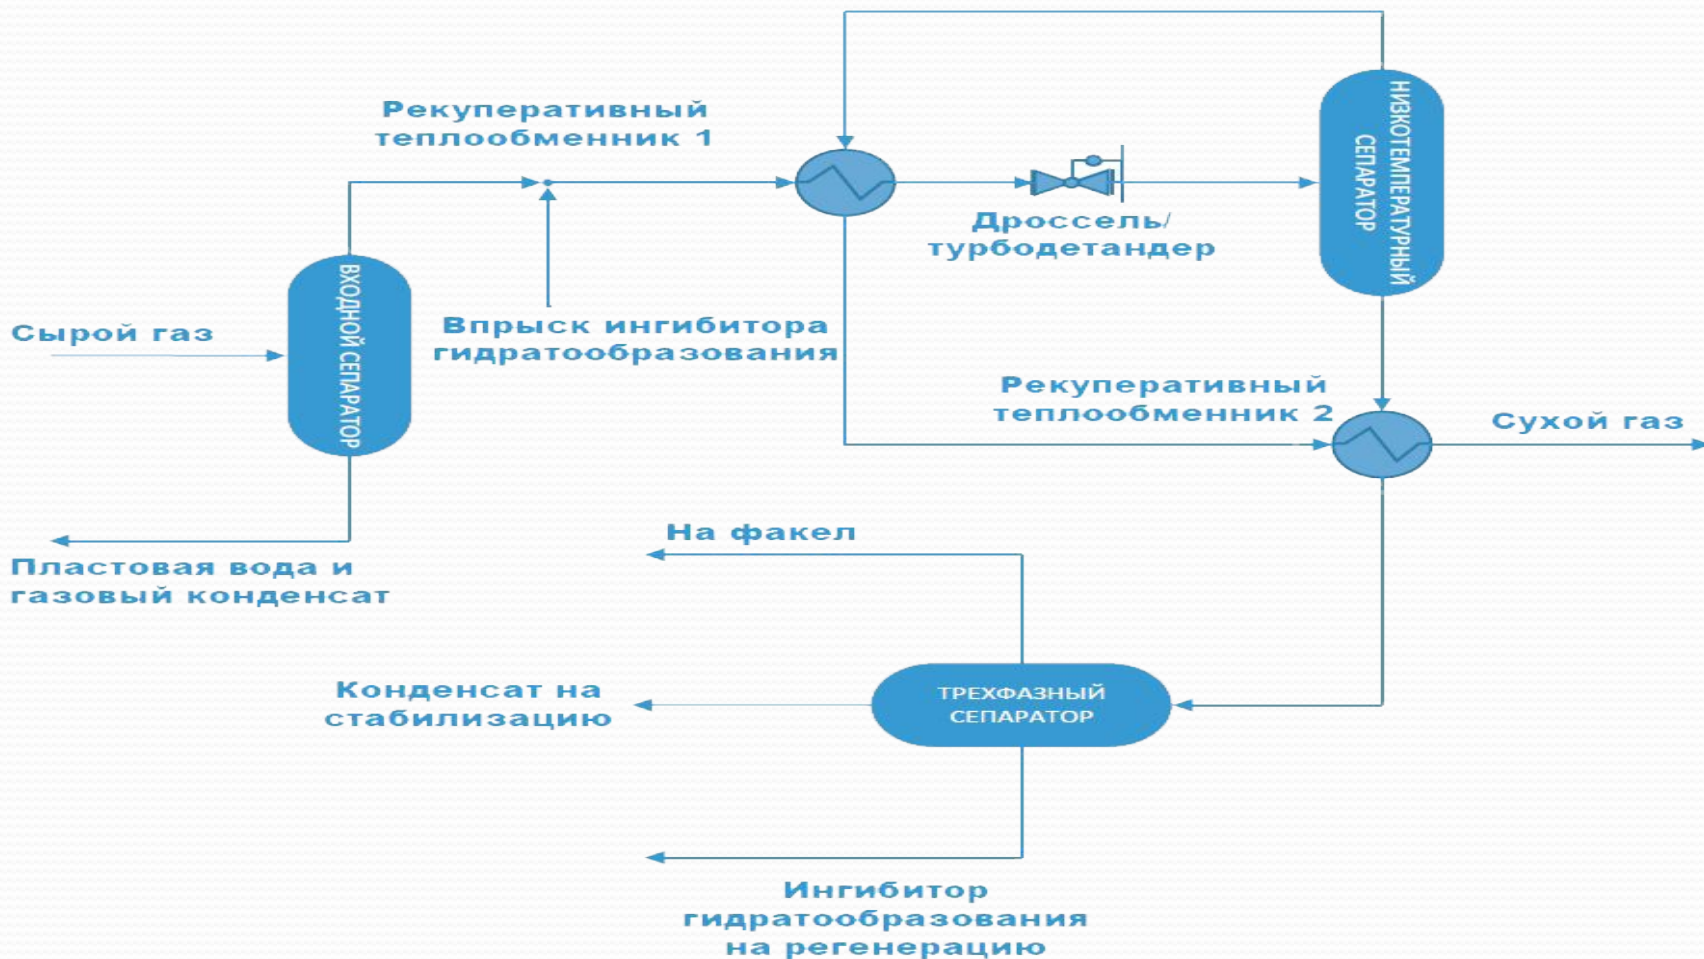 Рекуперативный
теплообменник 1
НИЗКОТЕМПЕРАТУРНЫЙ
СЕПАРАТОР
Дроссель/
турбодетандер
ВХОДНОЙ СЕПАРАТОР
Сырой газ
Впрыск ингибитора
гидратообразования
Рекуперативный
теплообменник 2
Сухой газ
На факел
Пластовая вода и
газовый конденсат
Конденсат на
стабилизацию
ТРЕХФАЗНЫЙ
СЕПАРАТОР
Ингибитор
гидратообразования
на регенерацию